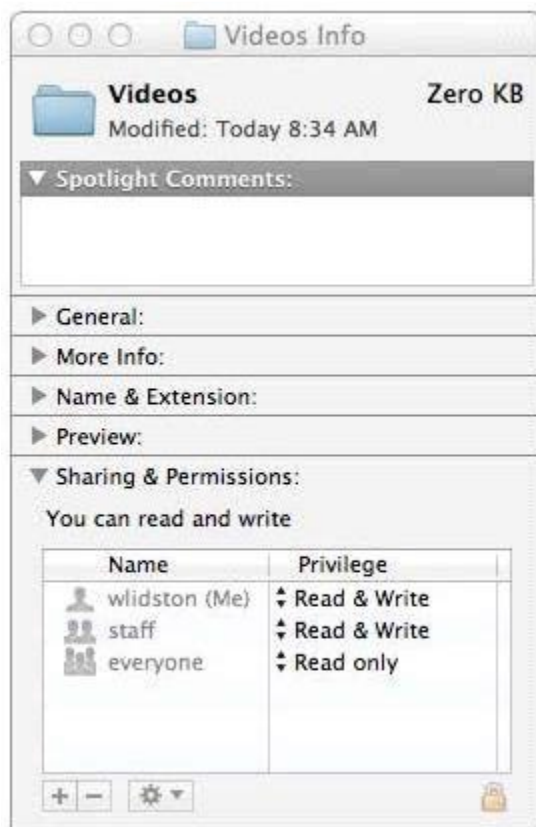 Videos Info
Videos Zero KB
Modified: Today 8:34 AM
Spotlight Comments:
General:
More Info:
Name & Extension:
Preview:
Sharing & Permissions:
You can read and write
Name Privilege
wlidston (Me) Read & Write
staff Read & Write
everyone Read only